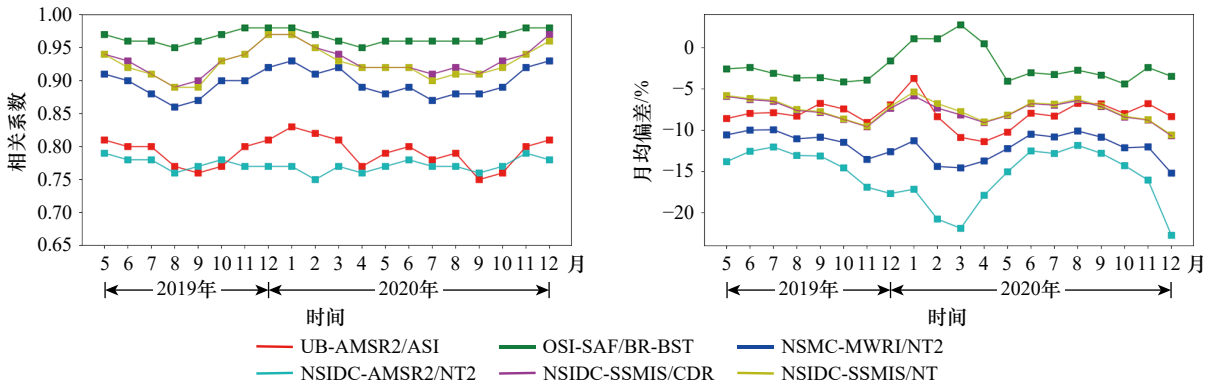 1.00
0.95
0.90
0.85
0.80
0.75
0.70
0.65
相关系数
5 6 7 8 9 10 11 12 1 2 3 4 5 6 7 8 9 10 11 12 月
2019年 2020年
时间
0
−5
−10
−15
−20
月均偏差/%
5 6 7 8 9 10 11 12 1 2 3 4 5 6 7 8 9 10 11 12 月
2019年 2020年
时间
UB-AMSR2/ASI OSI-SAF/BR-BST NSMC-MWRI/NT2
NSIDC-AMSR2/NT2 NSIDC-SSMIS/CDR NSIDC-SSMIS/NT